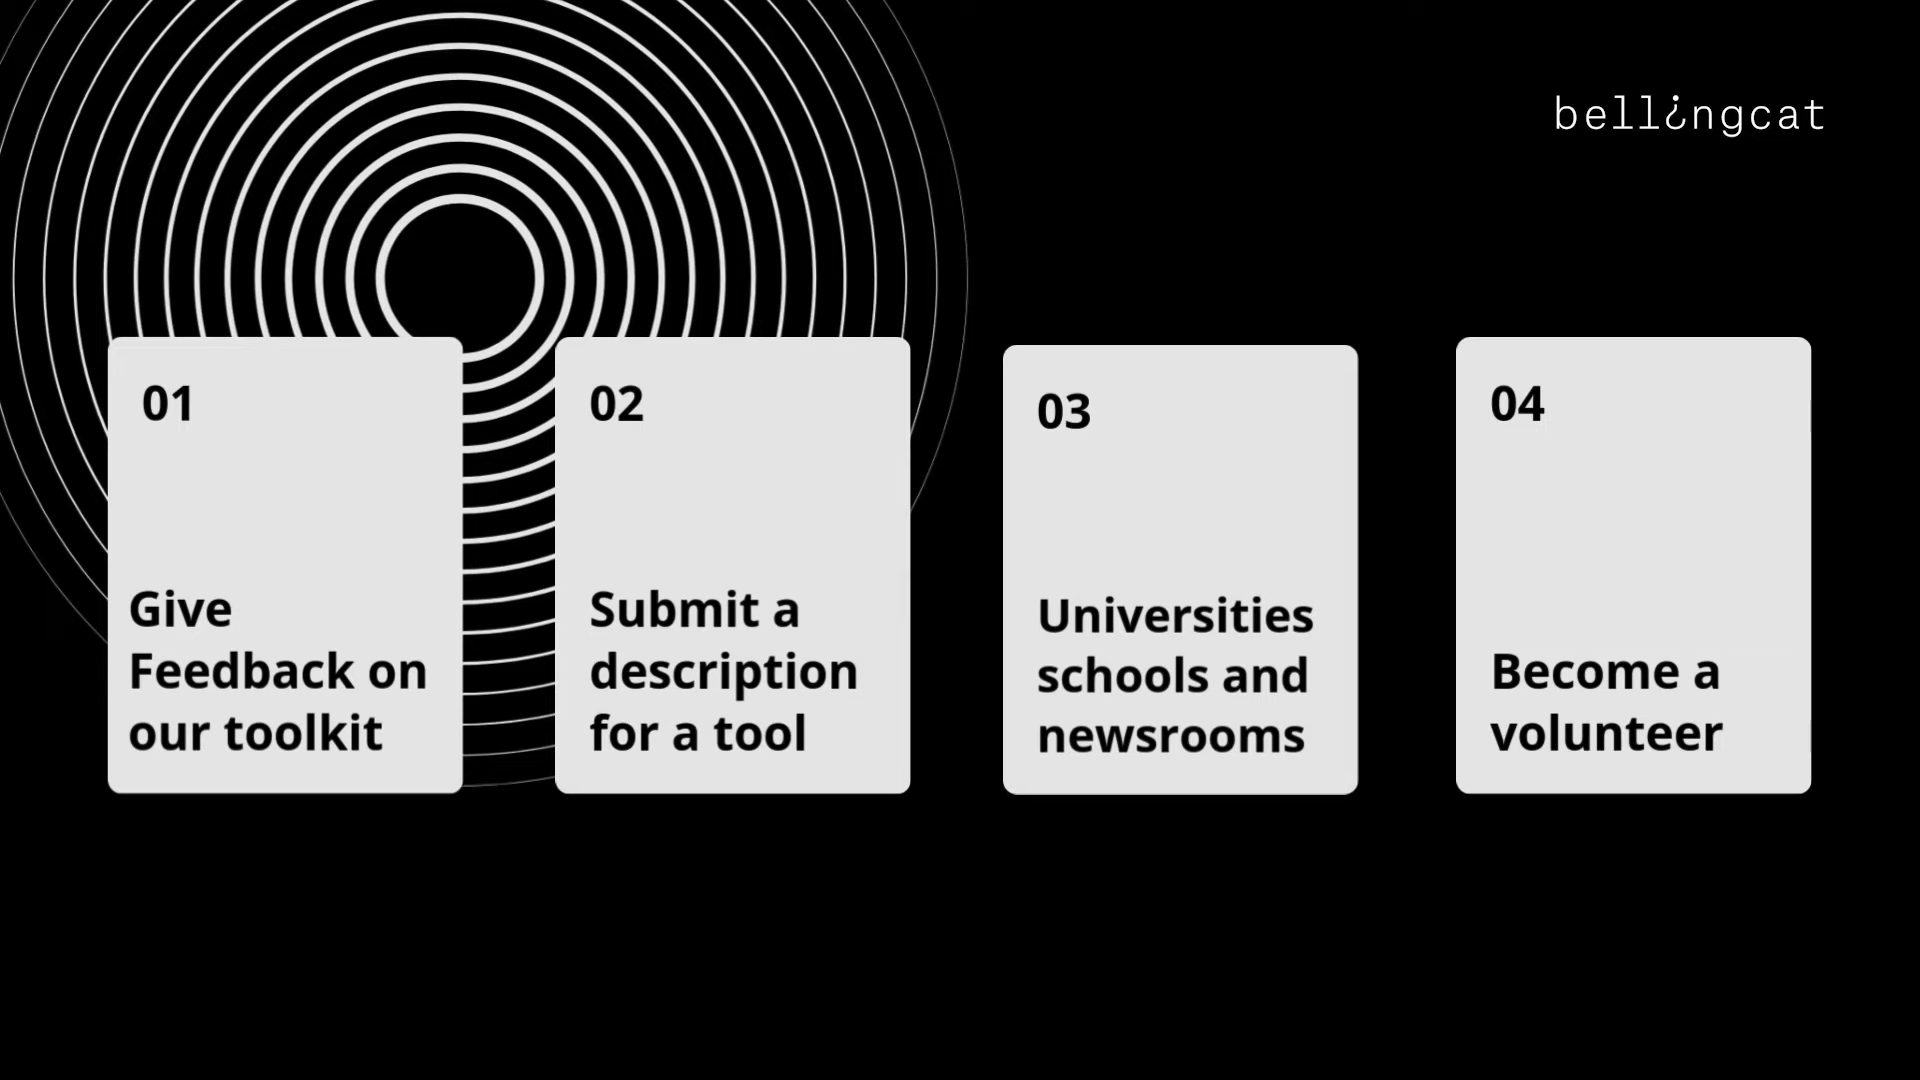 bell¿ngcat
01
Give
Feedback on
our toolkit
02
Submit a
description
for a tool
03
Universities
schools and
newsrooms
04
Become a
volunteer